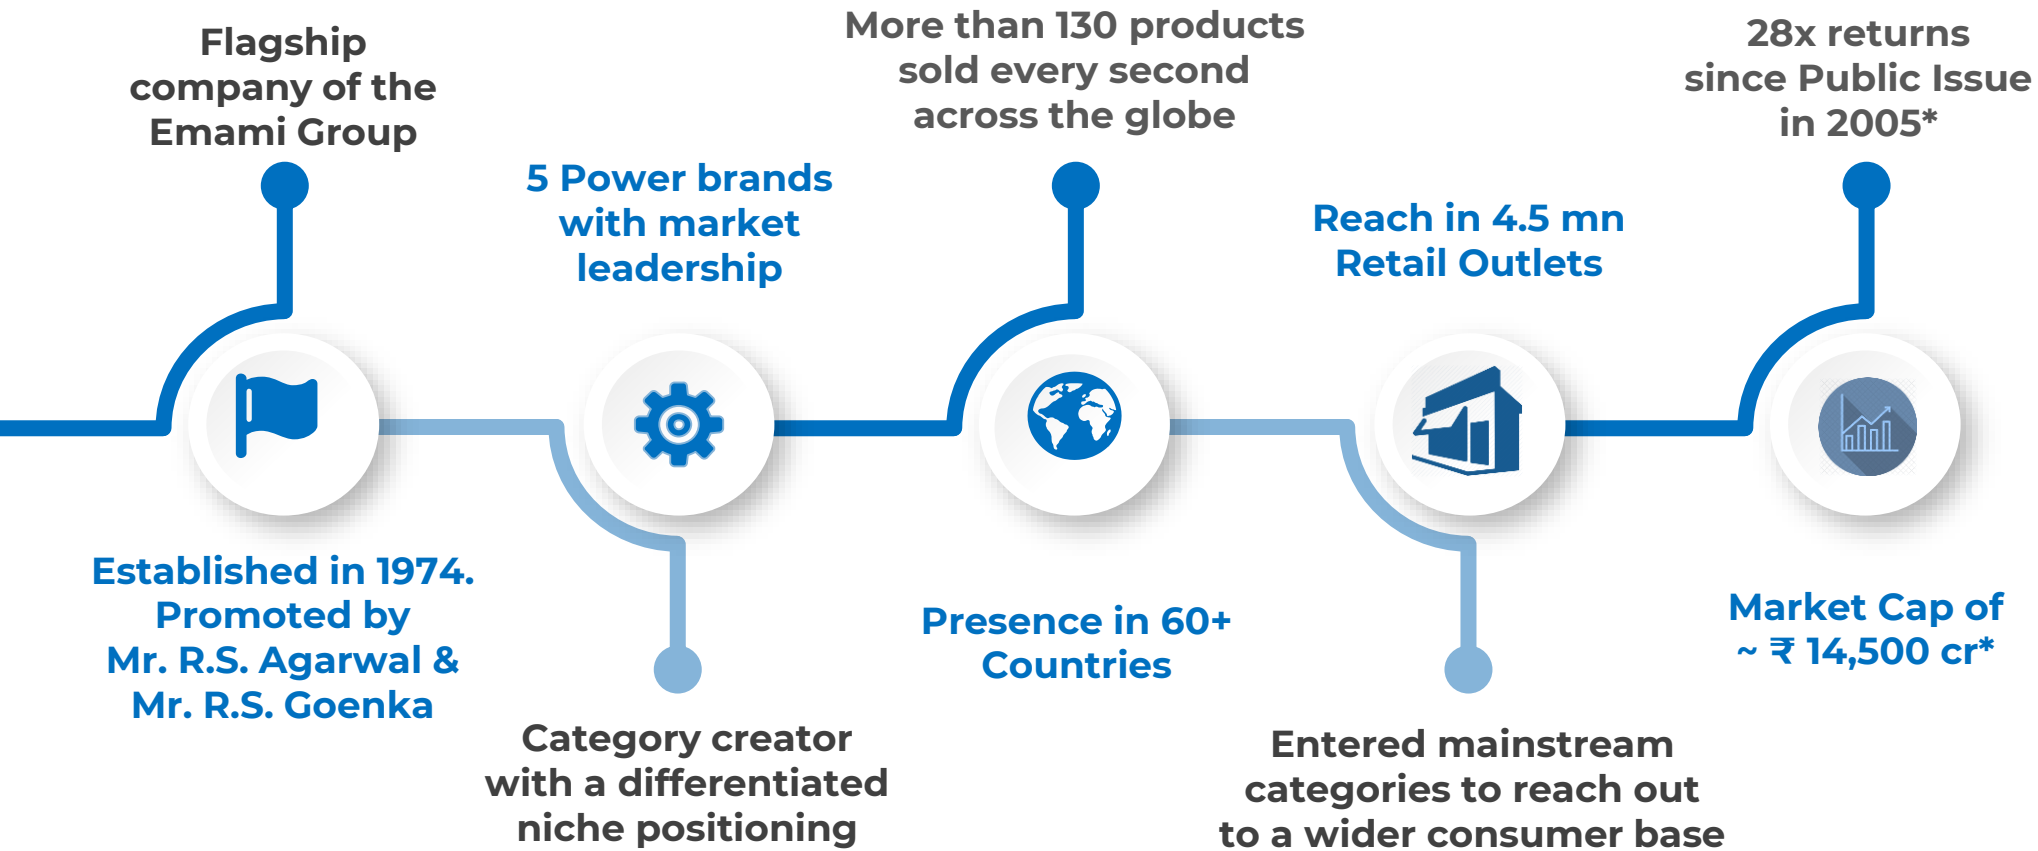 Flagship
company of the
Emami Group
Established in 1974.
Promoted by
Mr. R.S. Agarwal &
Mr. R.S. Goenka
5 Power brands
with market
leadership
Category creator
with a differentiated
niche positioning
More than 130 products
sold every second
across the globe
Presence in 60+
Countries
Reach in 4.5 mn
Retail Outlets
Entered mainstream
categories to reach out
to a wider consumer base
28x returns
since Public Issue
in 2005*
Market Cap of
~ ₹ 14,500 cr*